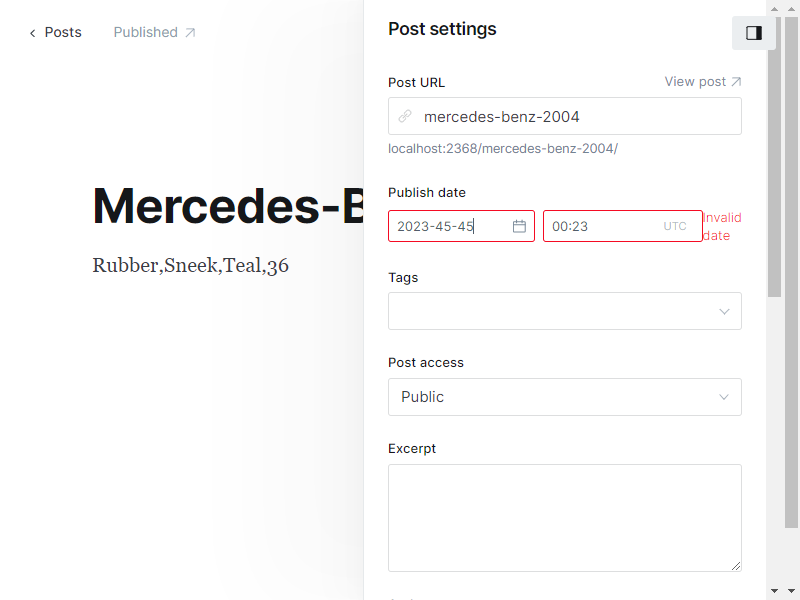 Posts
Published
Mercedes-B
Rubber,Sneek,Teal,36
Post settings
Post URL
View post
mercedes-benz-2004
localhost:2368/mercedes-benz-2004/
Publish date
2023-45-45
00:23
UTC
Invalid
date
Tags
Post access
Public
Excerpt